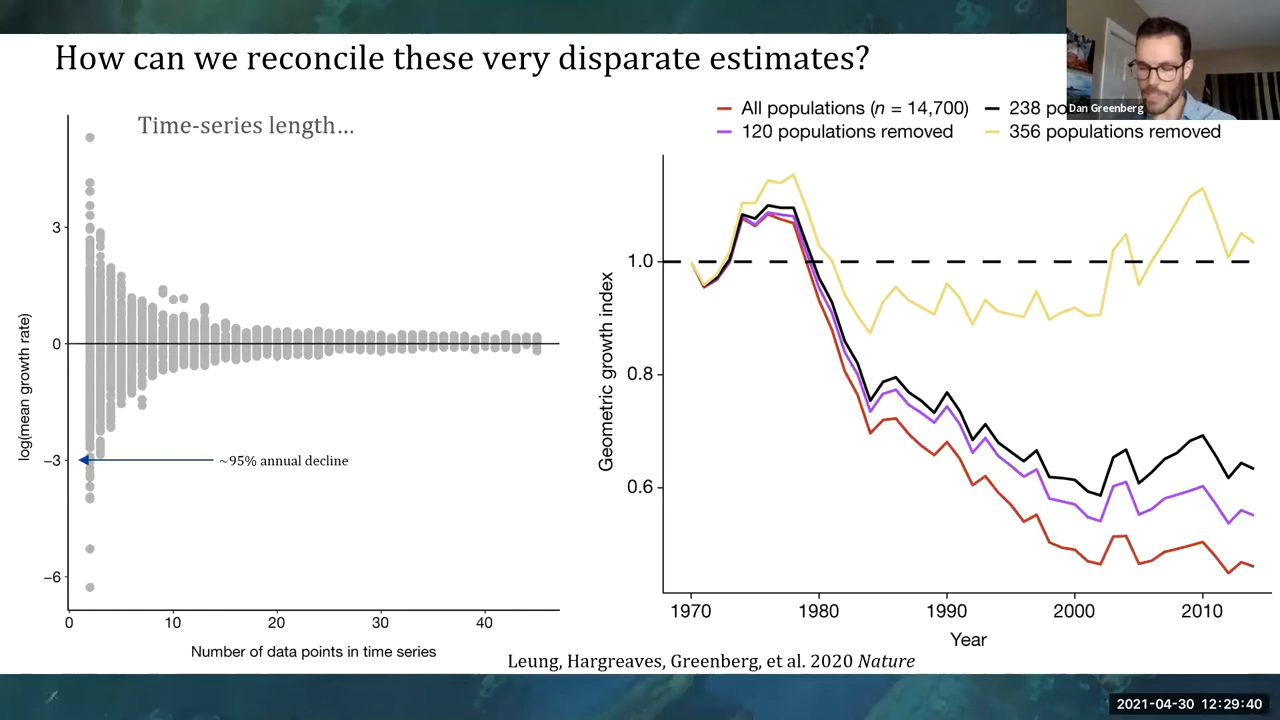 How can we reconcile these very disparate estimates?
Time-series length...
3
0
−3
−6
log(mean growth rate)
~95% annual decline
0
10
20
30
40
Number of data points in time series
All populations (n = 14,700)
238
120 populations removed
356 populations removed
Dan Greenberg
1.0
0.8
0.6
Geometric growth index
1970
1980
1990
2000
2010
Year
Leung, Hargreaves, Greenberg, et al. 2020 Nature
2021-04-30 12:29:40